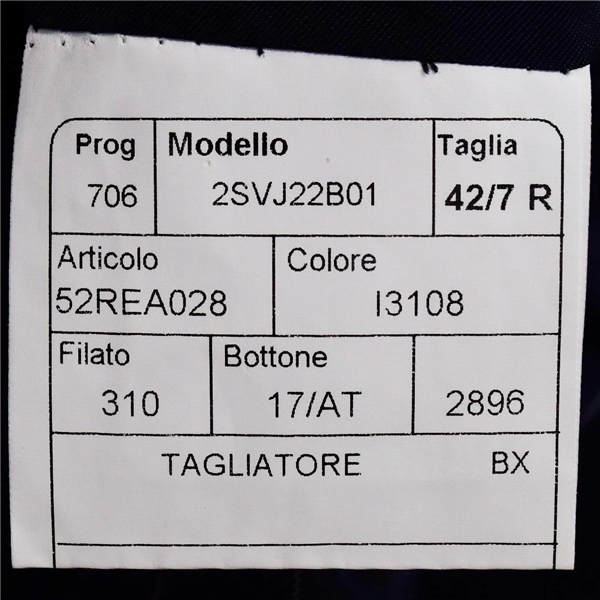 Prog Modello Taglia
706 2SVJ22B01 42/7 R
Articolo Colore
52REA028 I3108
Filato Bottone
310 17/AT 2896
TAGLIATORE BX